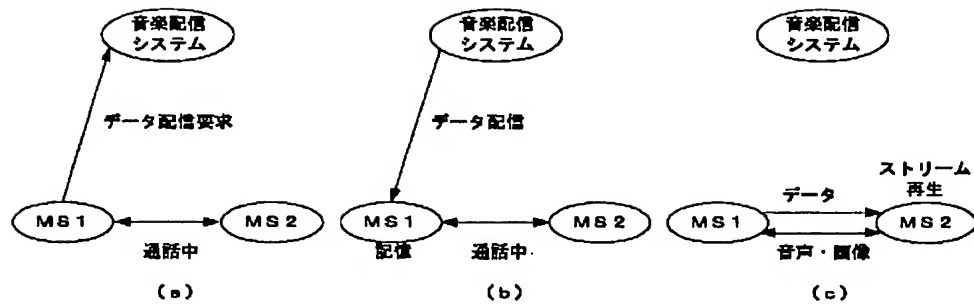 音楽配信
システム
データ配信要求
MS1
MS2
通話中
(a)
音楽配信
システム
データ配信
MS1
MS2
記憶
通話中
(b)
音楽配信
システム
ストリーム
再生
データ
MS1
MS2
音声・画像
(c)